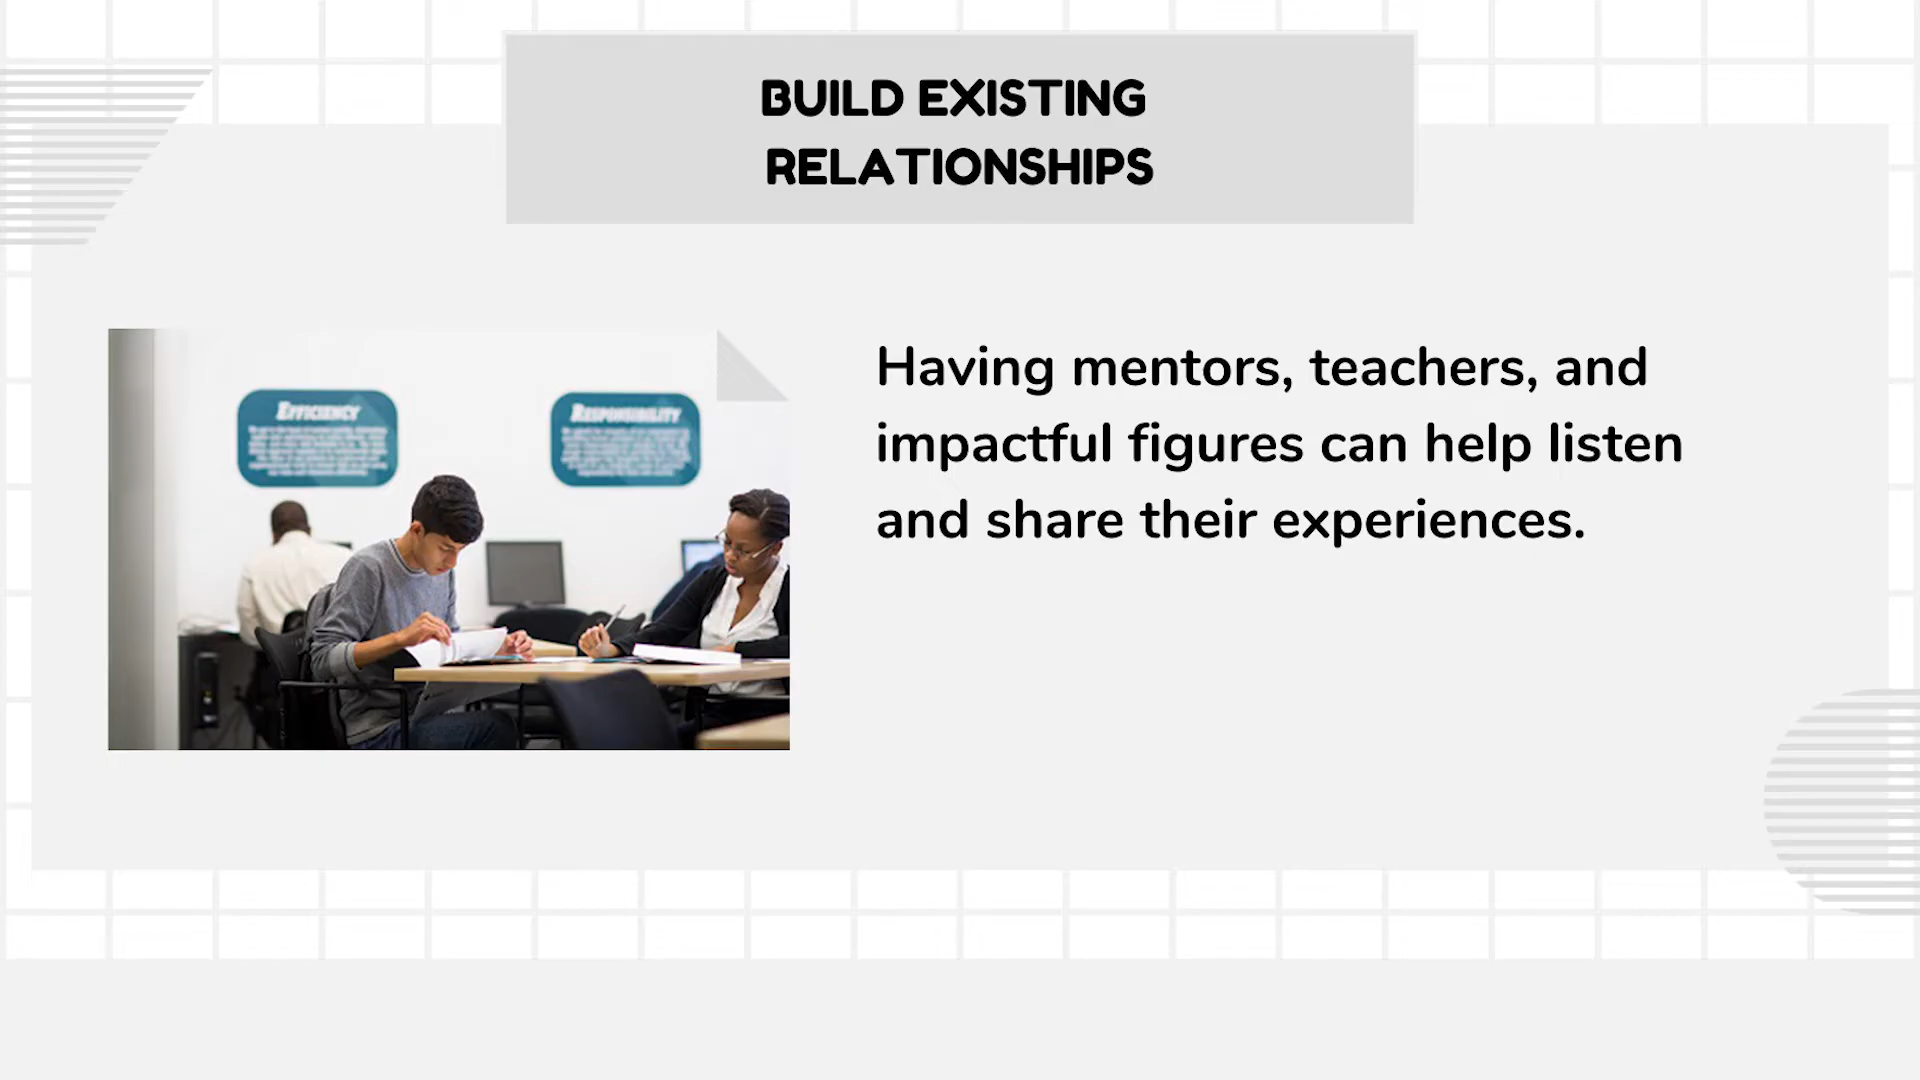 BUILD EXISTING
RELATIONSHIPS
EFFICIENCY
RESPONSIBILITY
Having mentors, teachers, and
impactful figures can help listen
and share their experiences.